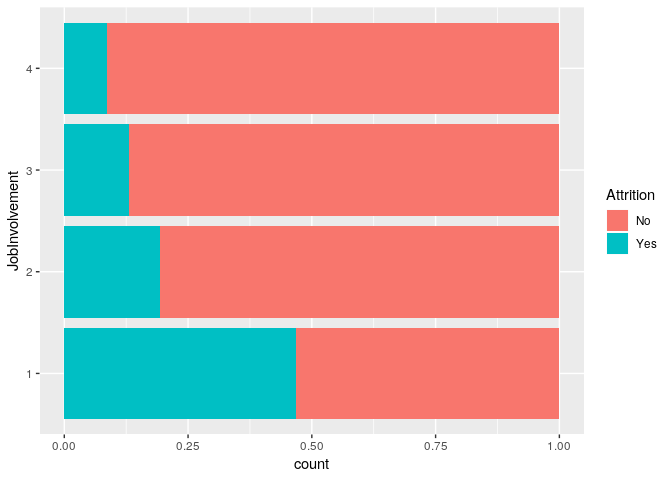 4
3
2
1
JobInvolvement
0.00 0.25 0.50 0.75 1.00
count
Attrition
No
Yes